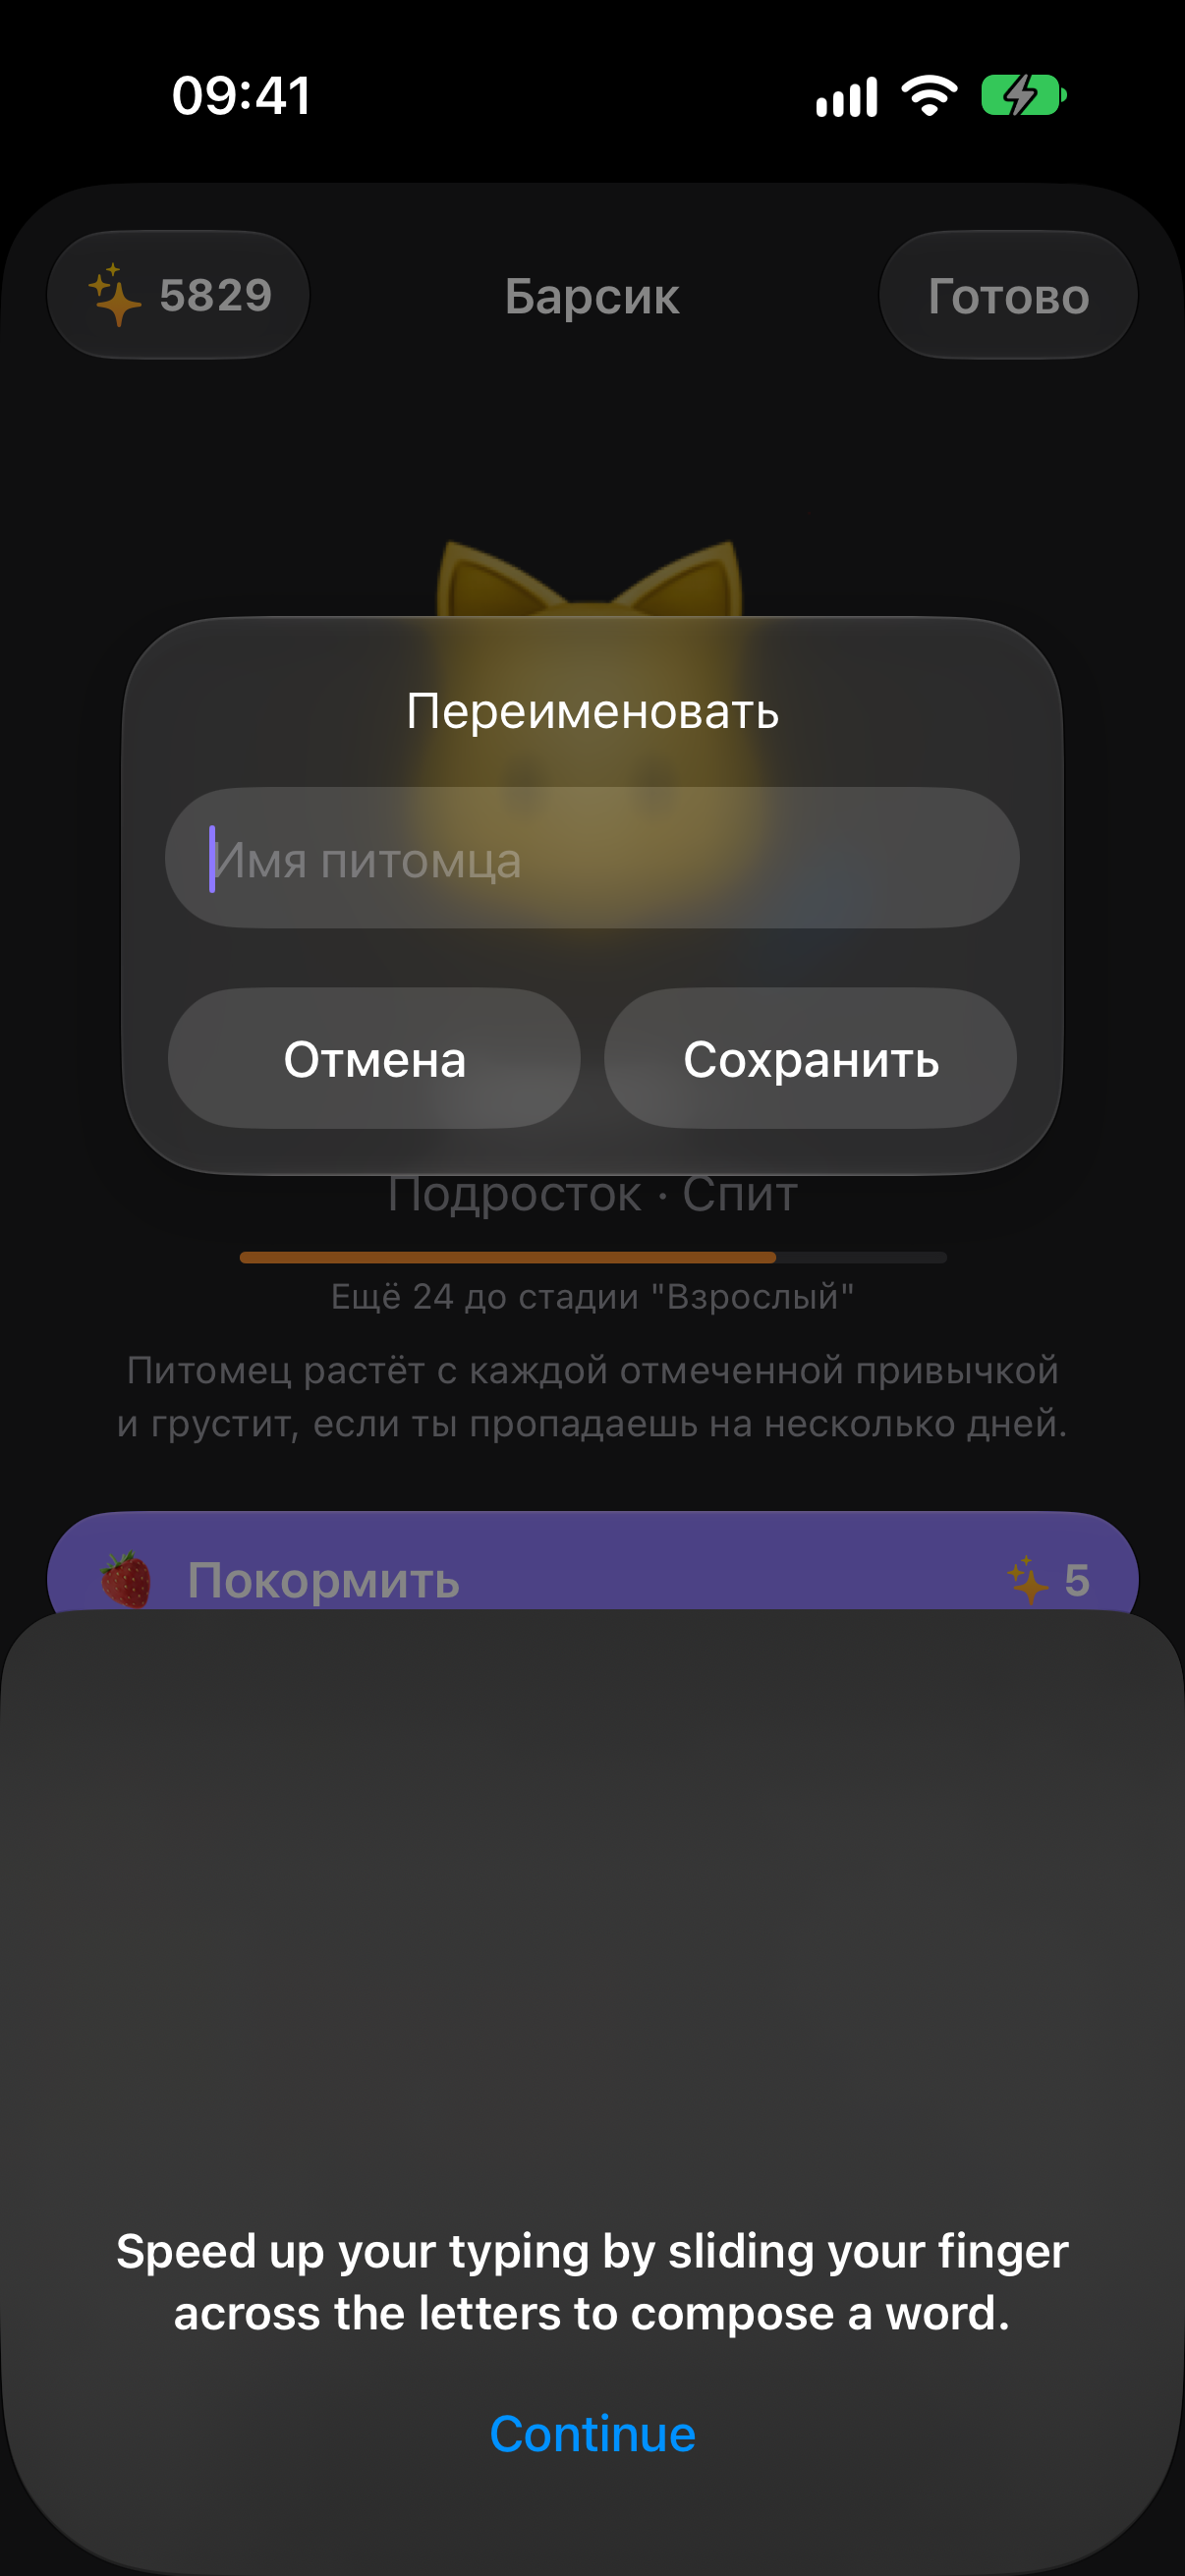 09:41
5829
Барсик
Готово
Переименовать
Имя питомца
Отмена
Сохранить
Подросток · Спит
Ещё 24 до стадии "Взрослый"
Питомец растёт с каждой отмеченной привычкой
и грустит, если ты пропадаешь на несколько дней.
Покормить
5
Speed up your typing by sliding your finger
across the letters to compose a word.
Continue